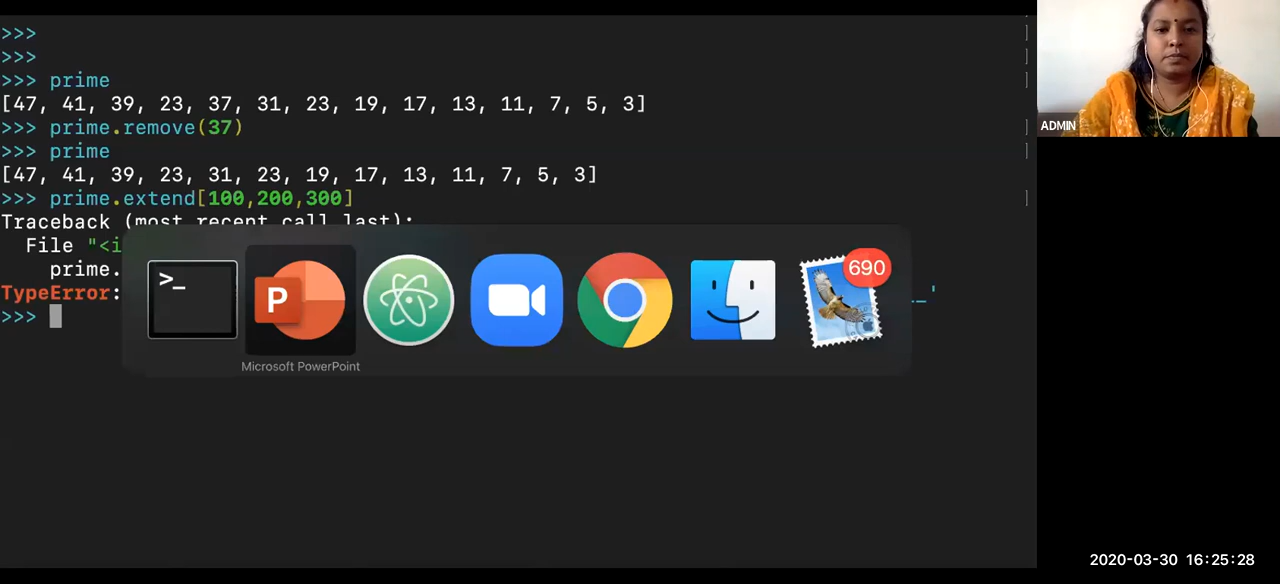 >>>
>>>
>>> prime
[47, 41, 39, 23, 37, 31, 23, 19, 17, 13, 11, 7, 5, 3]
>>> prime.remove(37)
>>> prime
[47, 41, 39, 23, 31, 23, 19, 17, 13, 11, 7, 5, 3]
>>> prime.extend[100,200,300]
Traceback (most recent call last):
File "<i
prime.
TypeError:
>>>
>_
P
690
Microsoft PowerPoint
ADMIN
2020-03-30 16:25:28